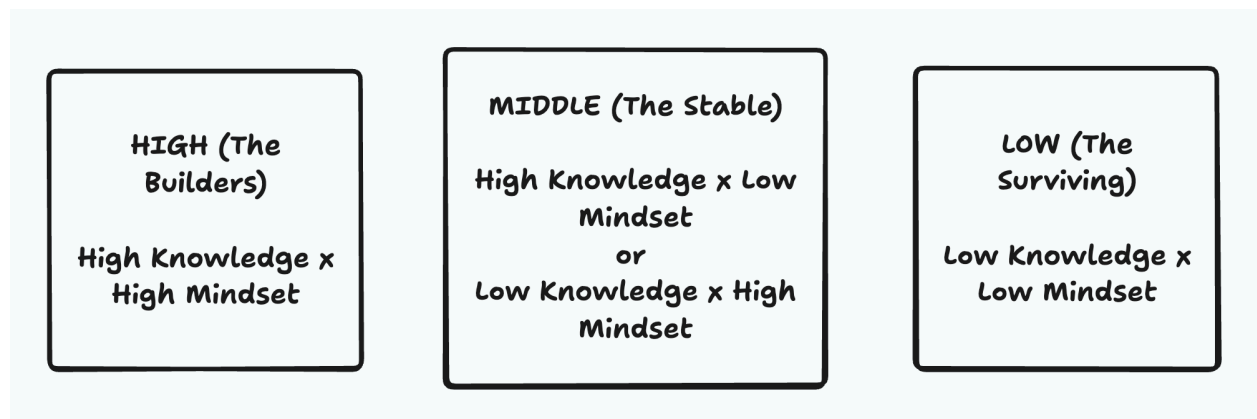 HIGH (The
Builders)
High Knowledge x
High Mindset
MIDDLE (The Stable)
High Knowledge x Low
Mindset
or
Low Knowledge x High
Mindset
LOW (The
Surviving)
Low Knowledge x
Low Mindset